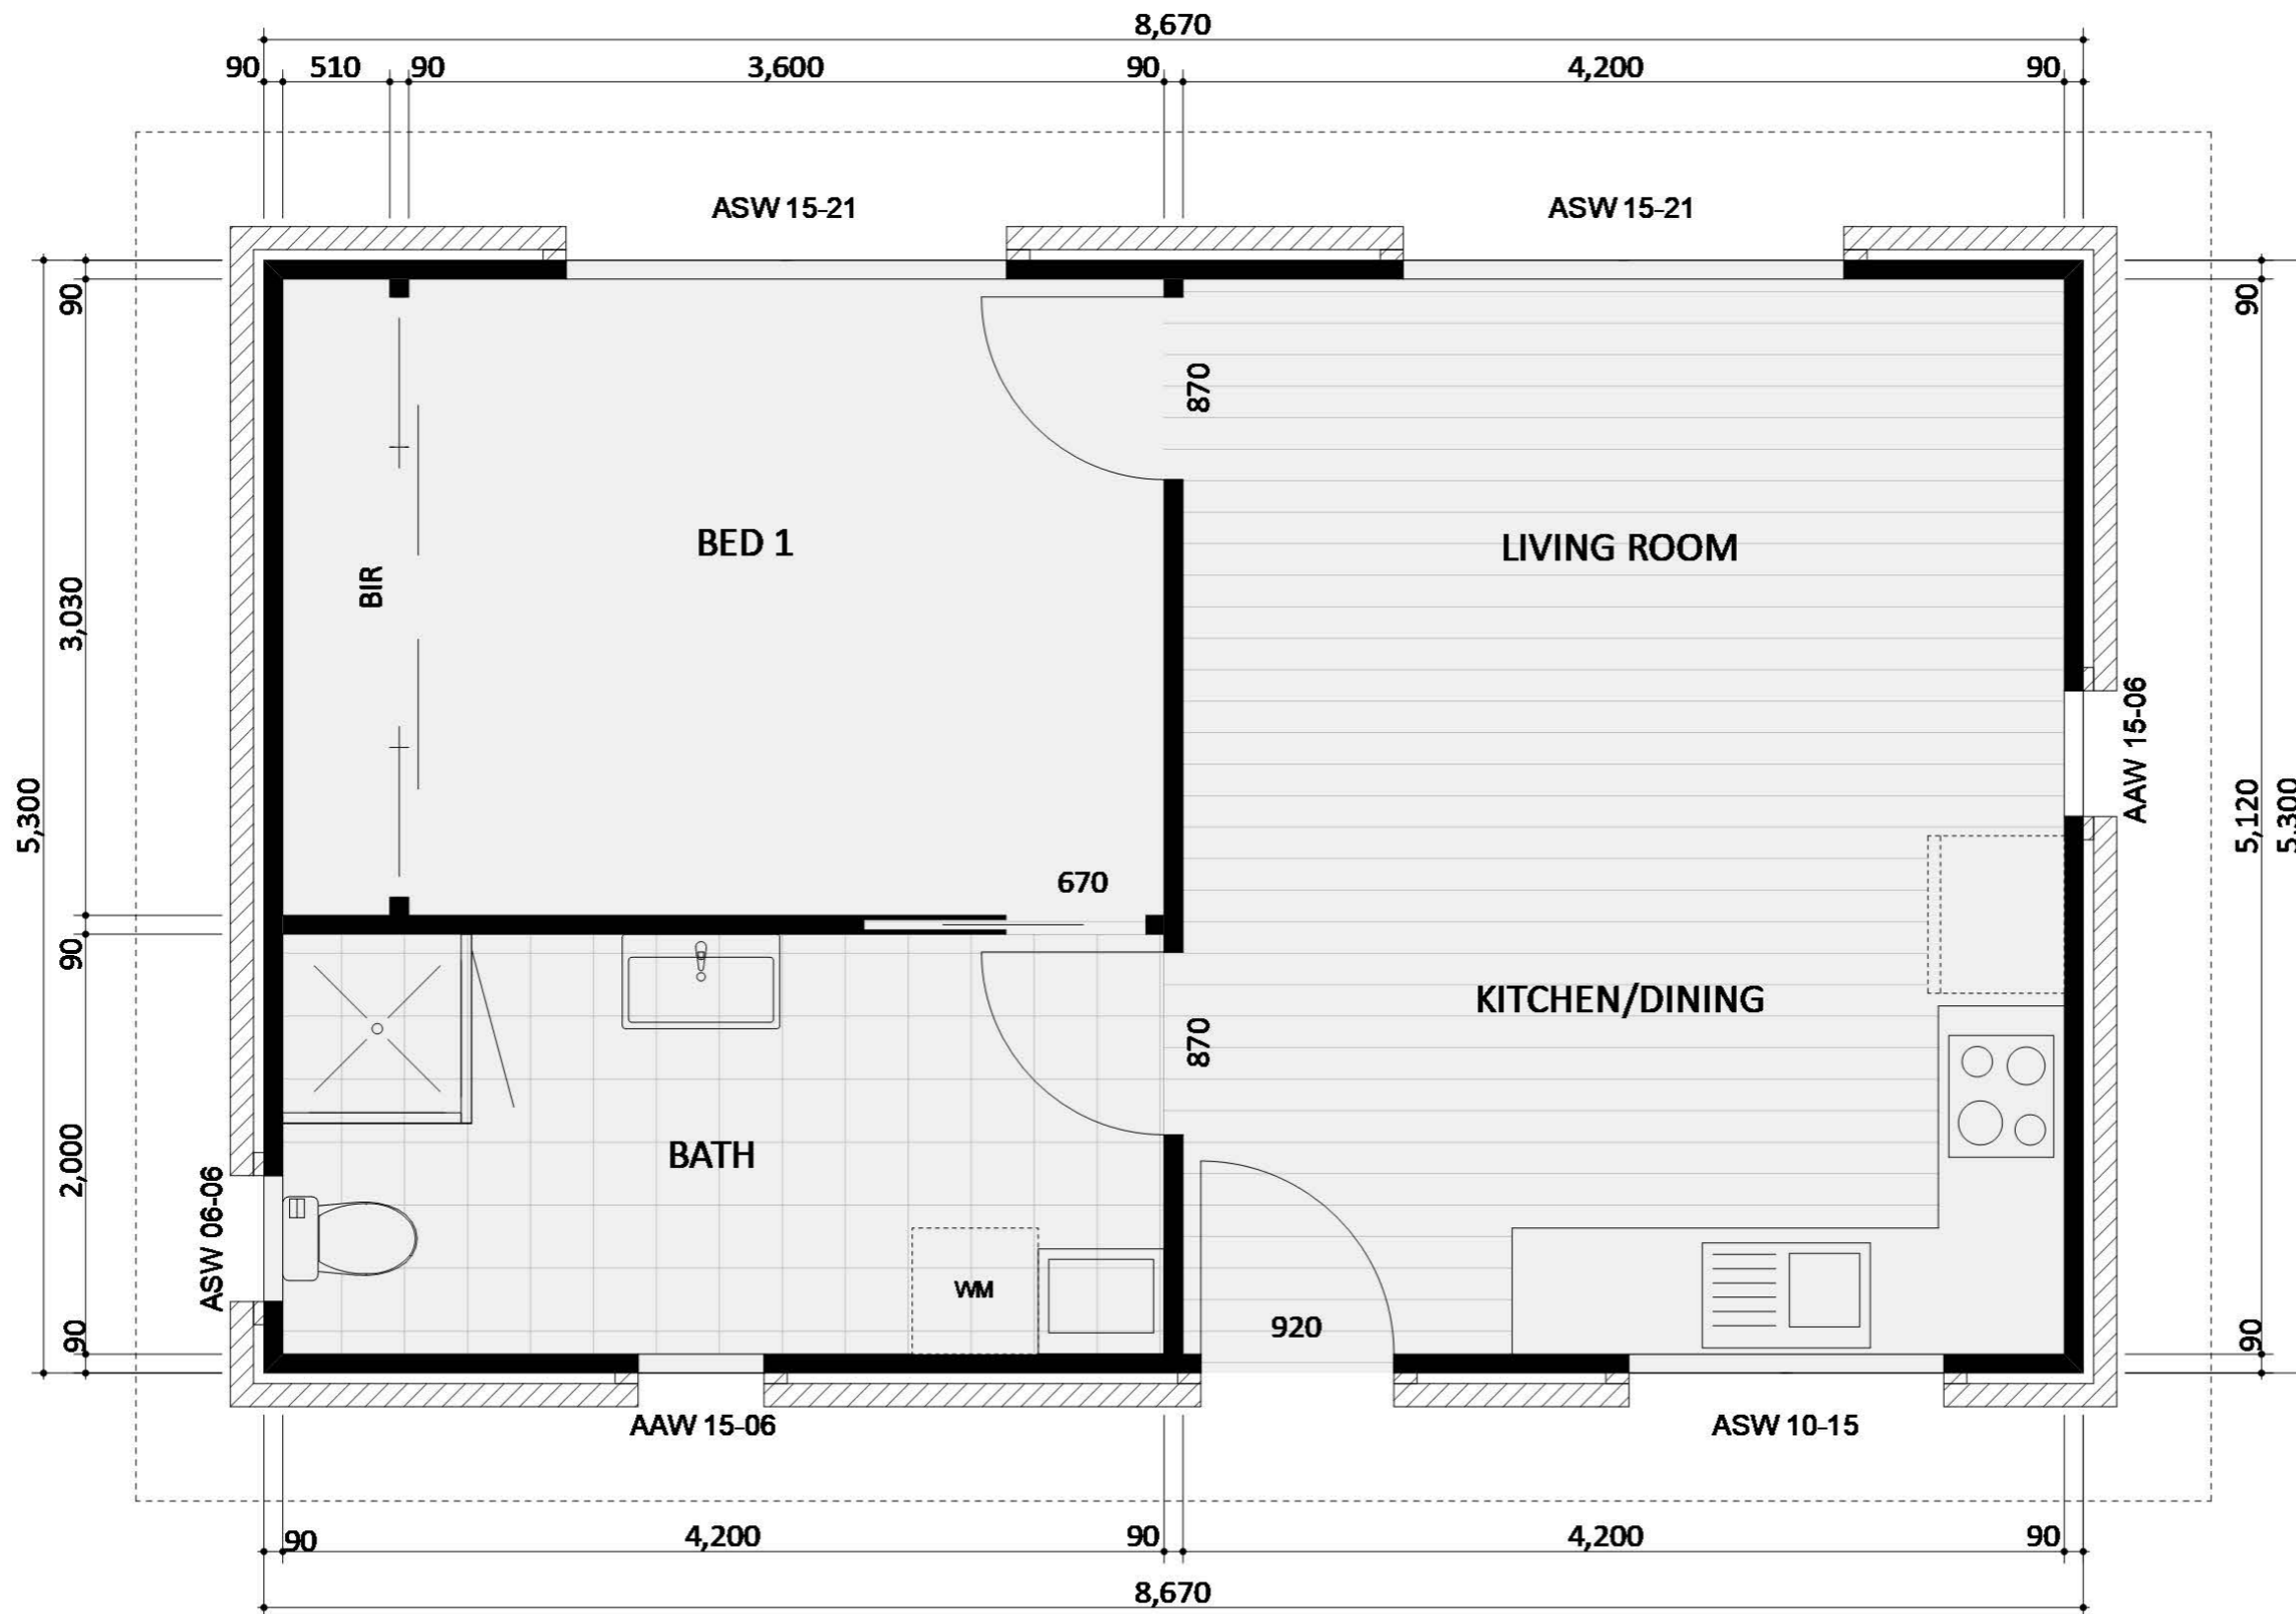 8,670
90 510 90 3,600 90 4,200 90
ASW 15-21 ASW 15-21
90 90
870
BED 1 LIVING ROOM
BIR
3,030
AAW 15-06
5,300 5,120 5,300
670
90
KITCHEN/DINING
870
2,000 BATH
ASW 06-06
WM
920
90 90
AAW 15-06 ASW 10-15
90 4,200 90 4,200 90
8,670